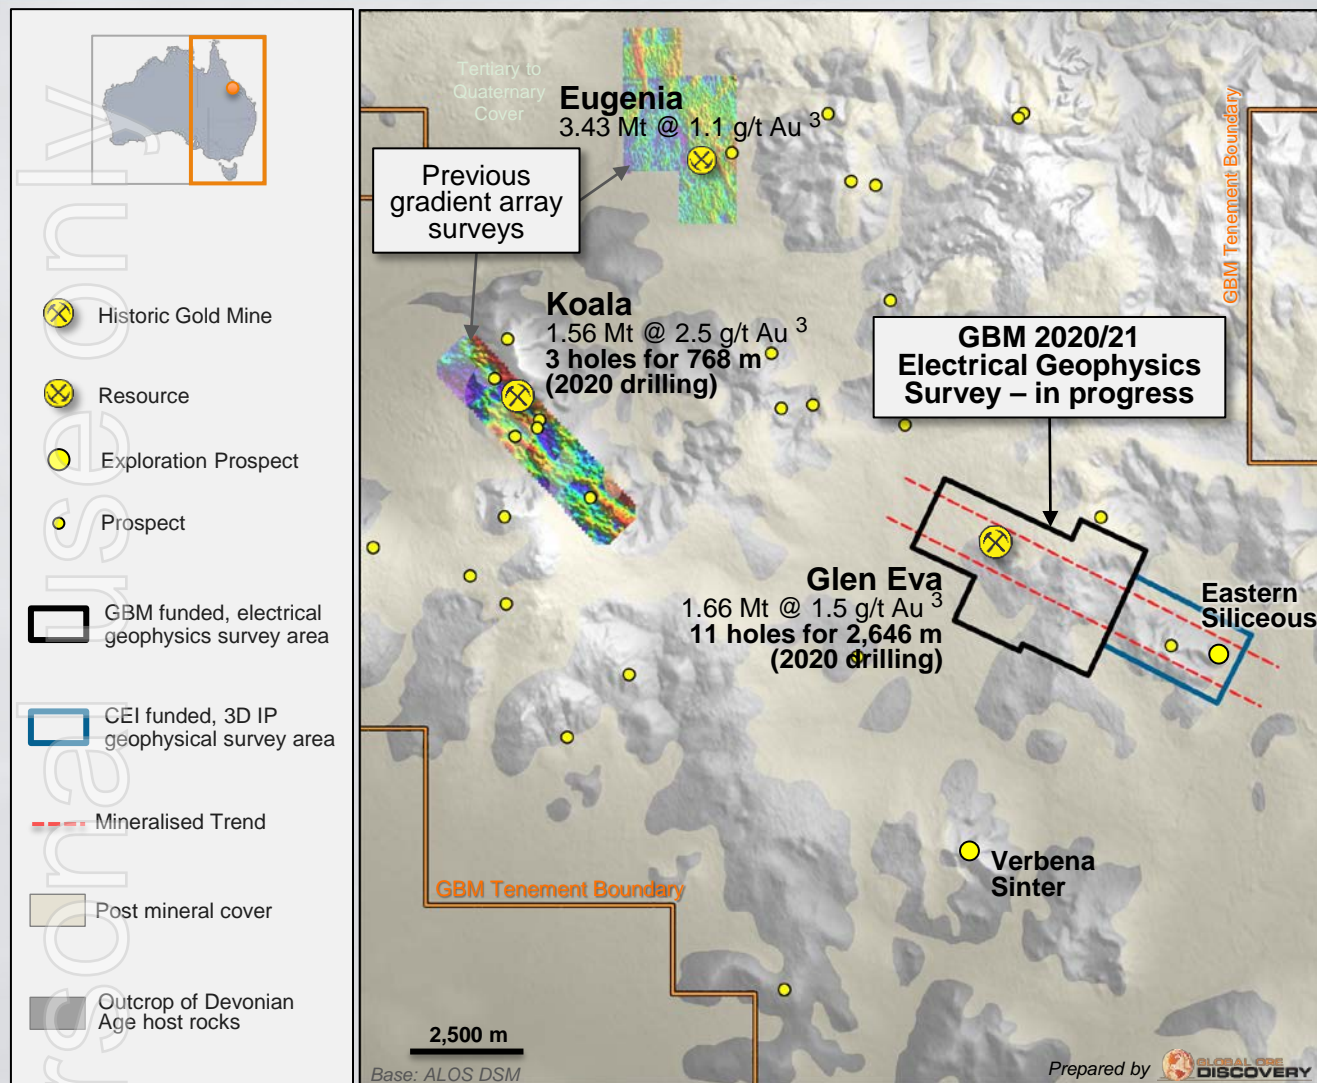 Historic Gold Mine
Resource
Exploration Prospect
Prospect
GBM funded, electrical
geophysics survey area
CEI funded, 3D IP
geophysical survey area
Mineralised Trend
Post mineral cover
Outcrop of Devonian
Age host rocks
rsonal use only
Tertiary to
Quaternary
Cover
Eugenia
3.43 Mt @ 1.1 g/t Au 3
Previous
gradient array
surveys
GBM Tenement Boundary
Koala
1.56 Mt @ 2.5 g/t Au 3
3 holes for 768 m
(2020 drilling)
GBM 2020/21
Electrical Geophysics
Survey – in progress
Glen Eva
1.66 Mt @ 1.5 g/t Au 3
11 holes for 2,646 m
(2020 drilling)
Eastern
Siliceous
Verbena
Sinter
GBM Tenement Boundary
2,500 m
Base: ALOS DSM
Prepared by
GLOBAL ORE
DISCOVERY